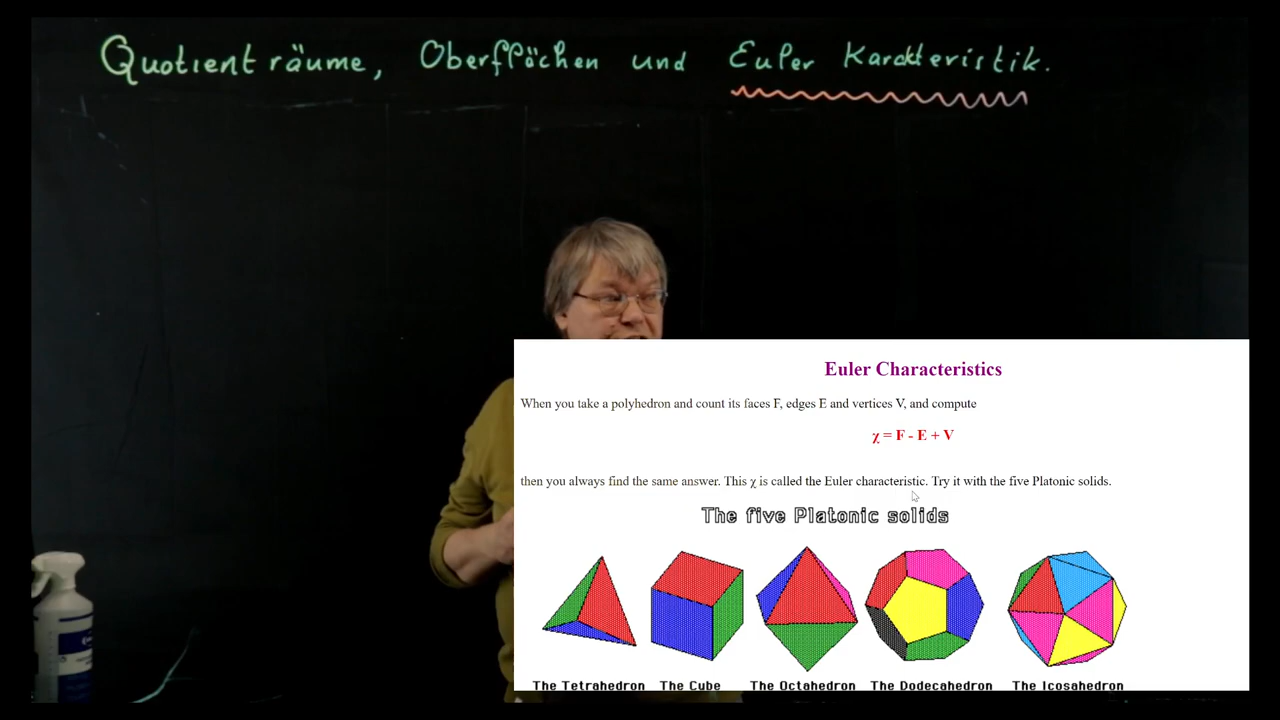 Quotienträume, Oberflächen und Euler Karakteristik.
Euler Characteristics
When you take a polyhedron and count its faces F, edges E and vertices V, and compute
χ = F - E + V
then you always find the same answer. This χ is called the Euler characteristic. Try it with the five Platonic solids.
The five Platonic solids
The Tetrahedron The Cube The Octahedron The Dodecahedron The Icosahedron